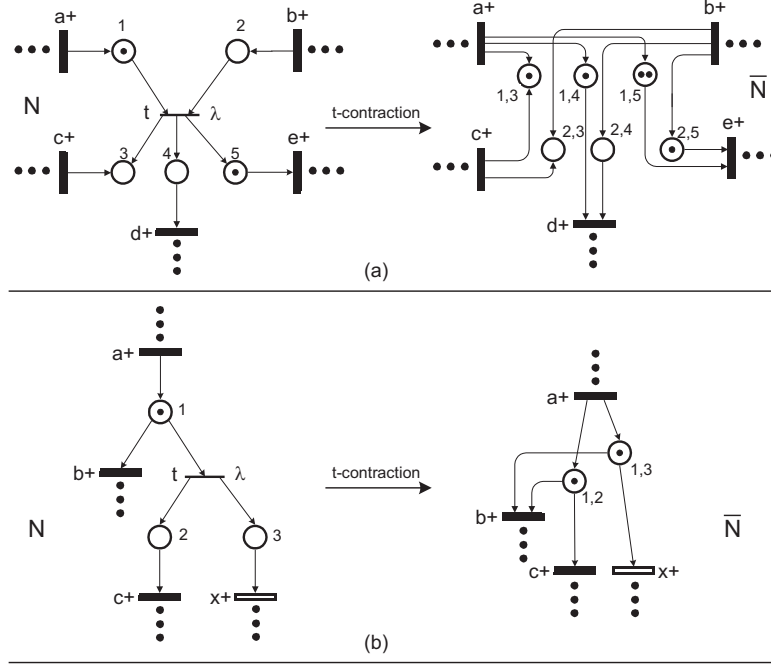 a+ 1 2 b+
N t λ
c+ 3 4 5 e+
d+
t-contraction
a+ b+
N̅
1,3 1,4 1,5
c+ 2,3 2,4 2,5 e+
d+
(a)
a+
1
b+ t λ
N 2 3
c+ x+
t-contraction
a+
1,3
1,2
b+ N̅
c+ x+
(b)